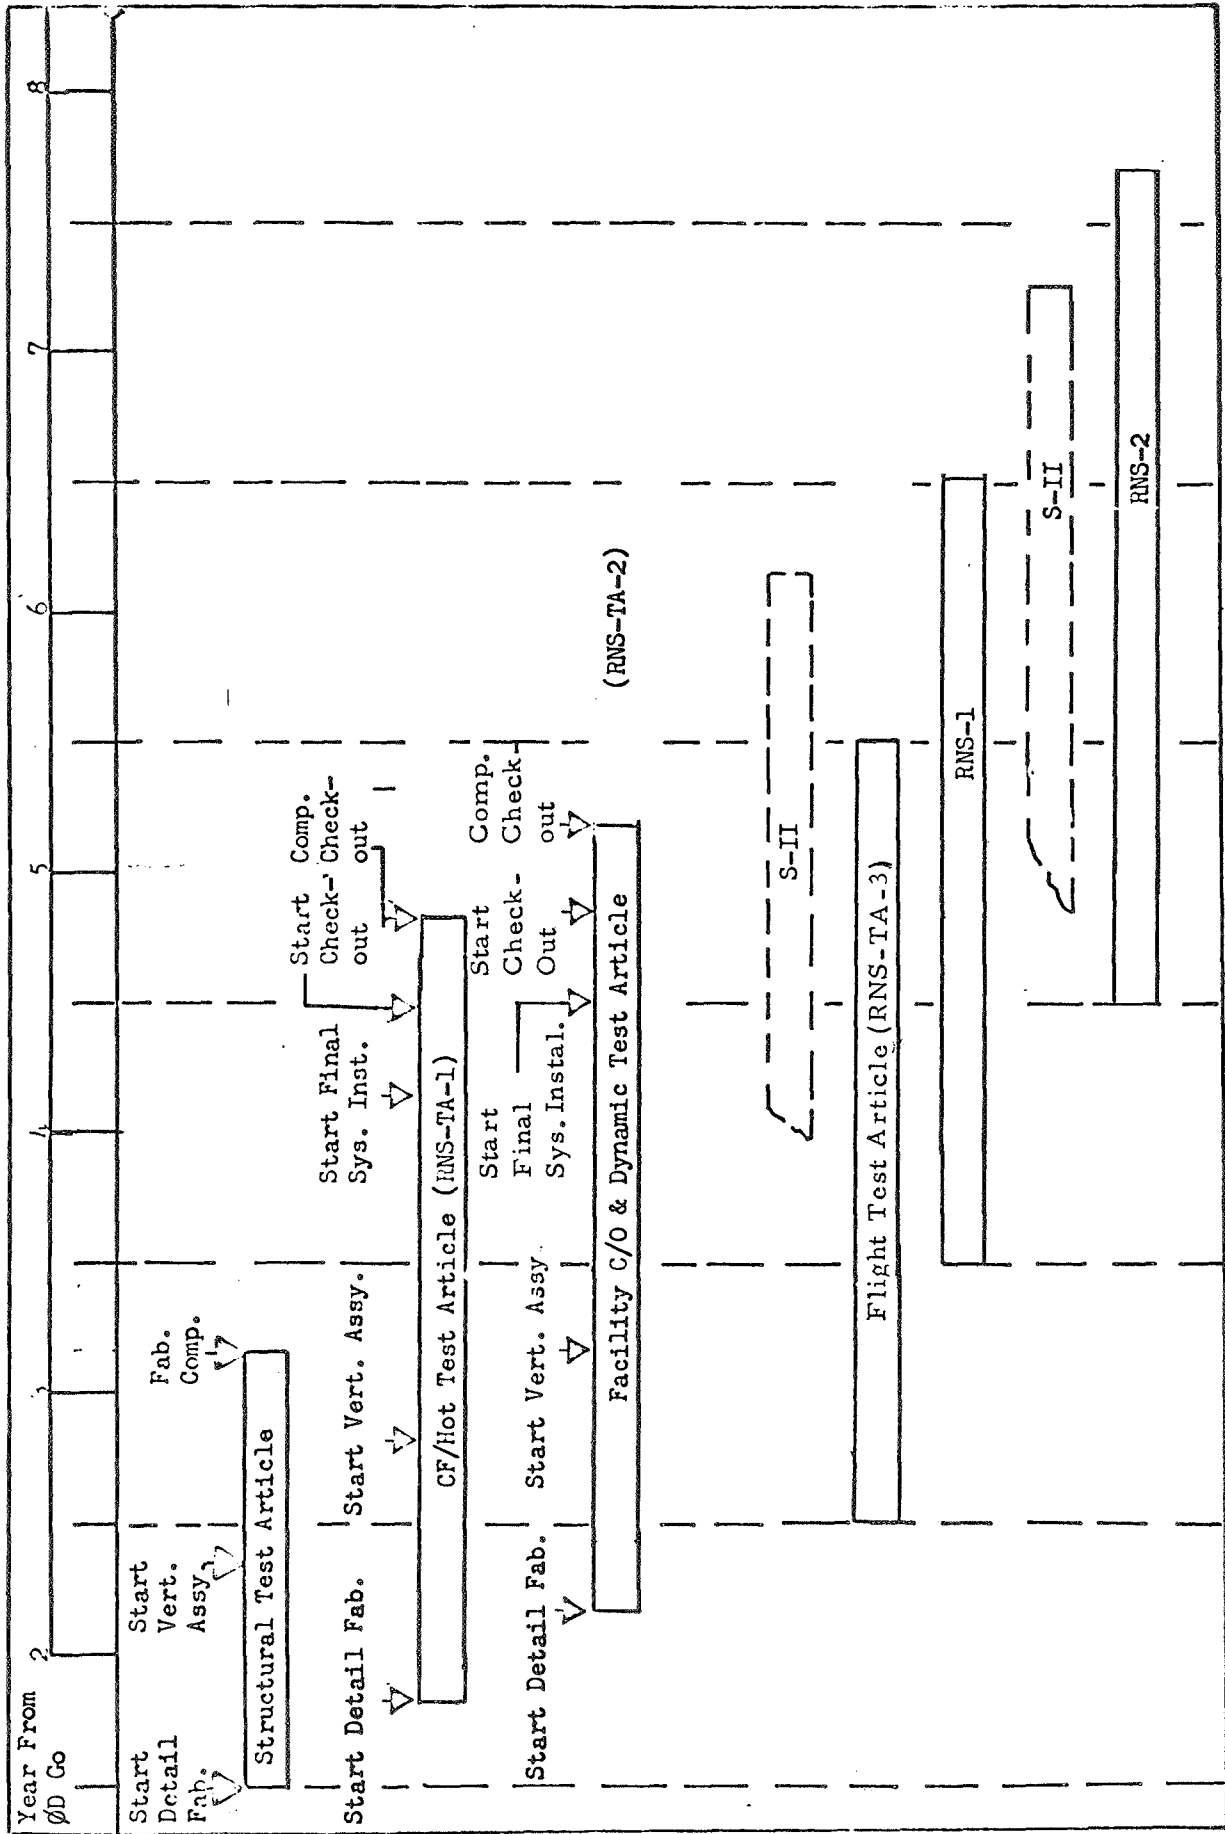 Year From
ØD Go
2
3
4
5
6
7
8
Start
Detail
Fab.
Start
Vert.
Assy.
Fab.
Comp.
Structural Test Article
Start Detail Fab.
Start Vert. Assy.
Start Final
Sys. Inst.
Start
Check-
out
Comp.
Check-
out
CF/Hot Test Article (RNS-TA-1)
Start Detail Fab.
Start Vert. Assy.
Start
Final
Sys. Instal.
Start
Check-
Out
Comp.
Check-
out
Facility C/O & Dynamic Test Article
(RNS-TA-2)
S-II
Flight Test Article (RNS-TA-3)
RNS-1
S-II
RNS-2